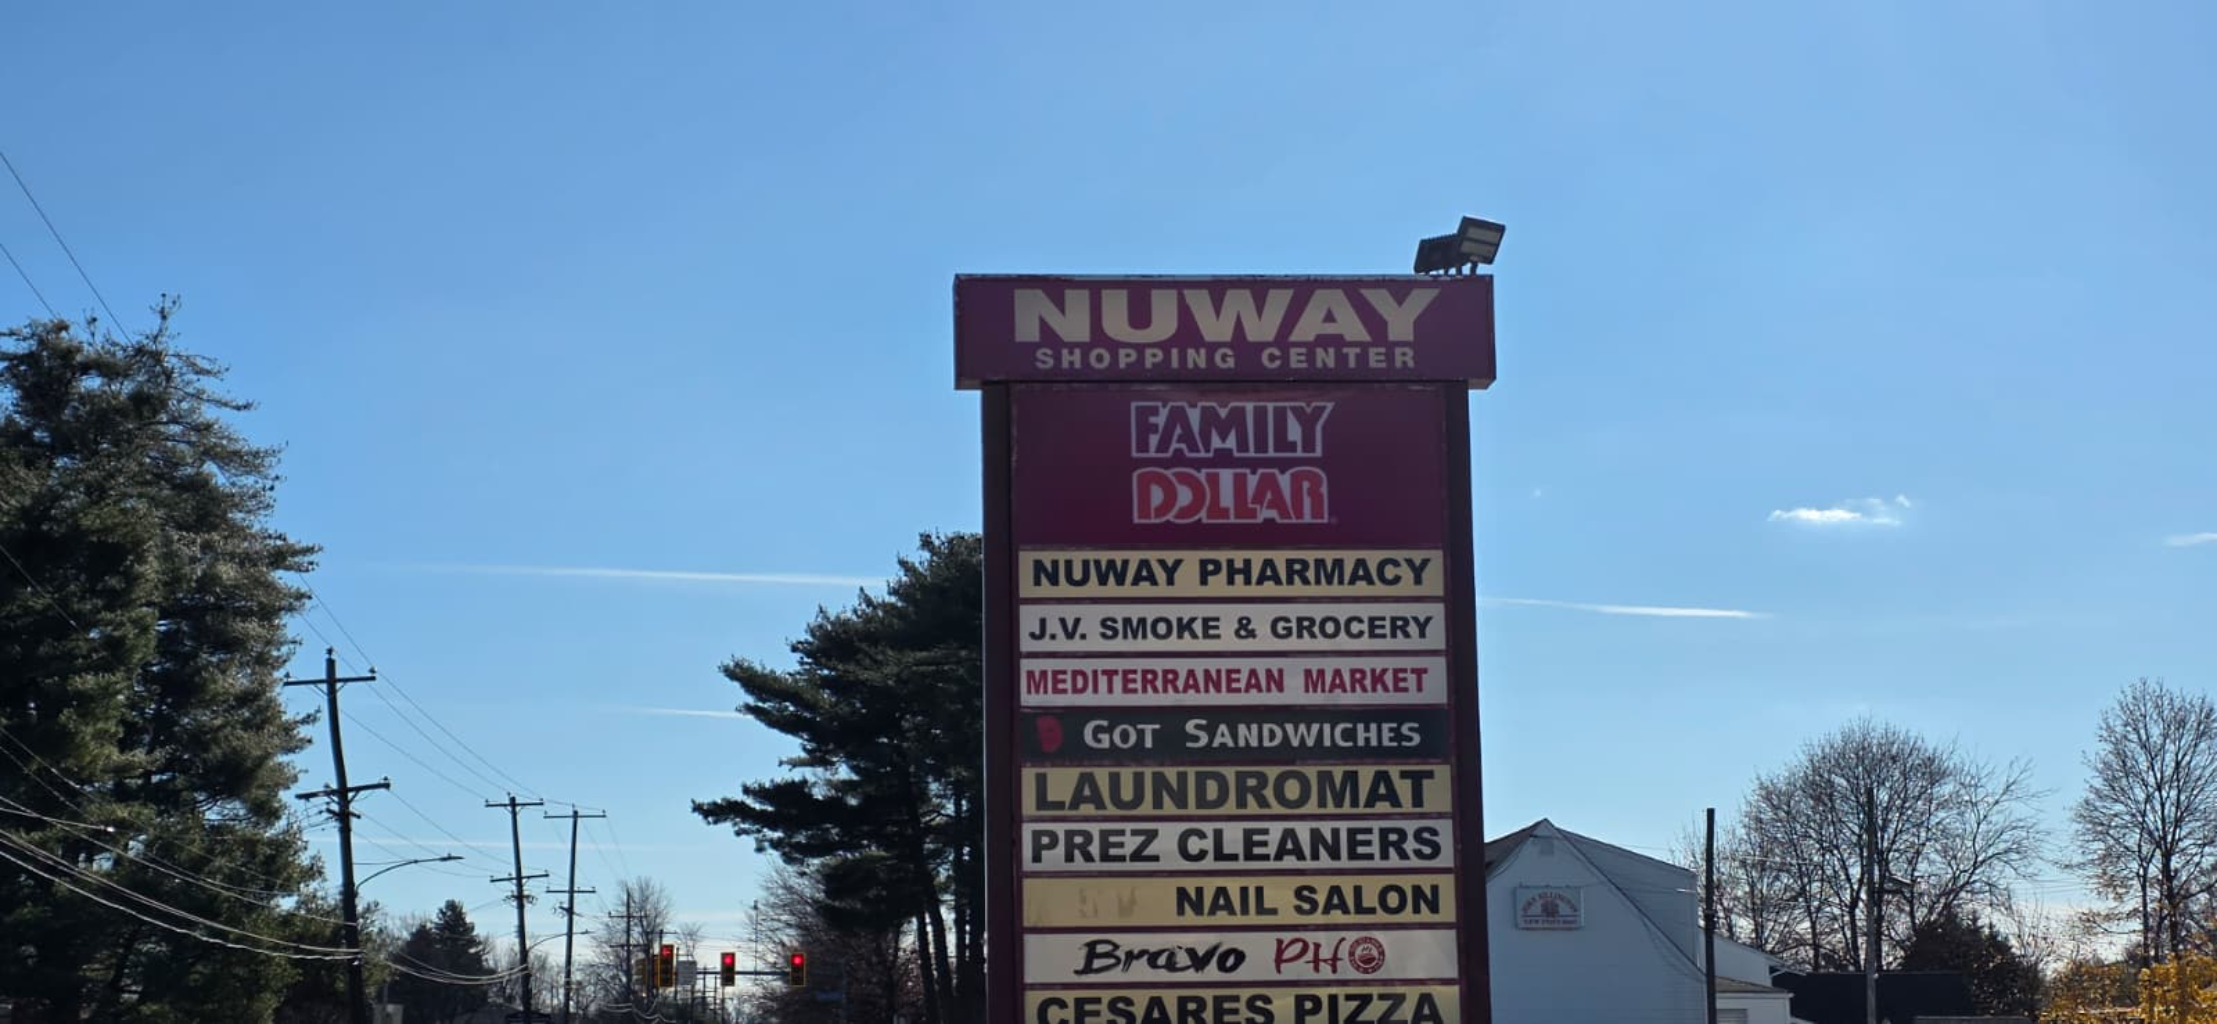 NUWAY
SHOPPING CENTER
FAMILY
DOLLAR
NUWAY PHARMACY
J.V. SMOKE & GROCERY
MEDITERRANEAN MARKET
GOT SANDWICHES
LAUNDROMAT
PREZ CLEANERS
NAIL SALON
Bravo PHO
CESARES PIZZA